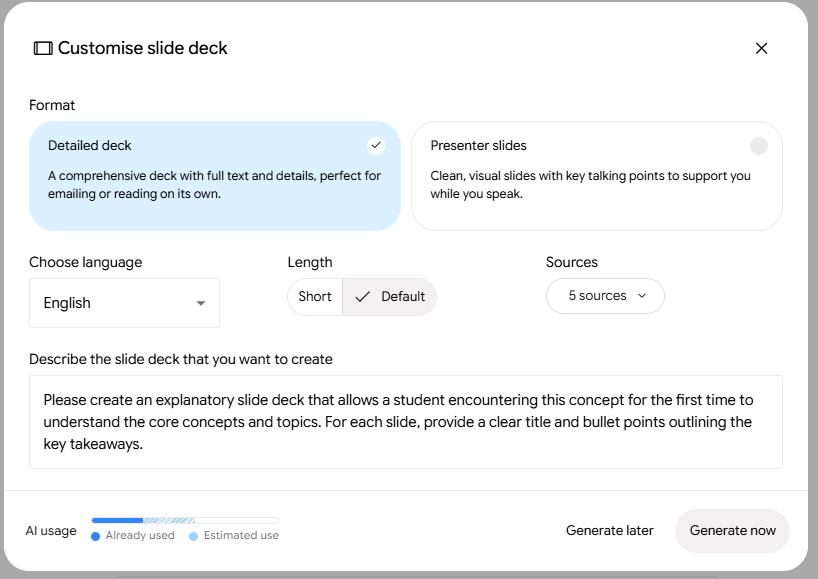 Customise slide deck
Format
Detailed deck
A comprehensive deck with full text and details, perfect for
emailing or reading on its own.
Presenter slides
Clean, visual slides with key talking points to support you
while you speak.
Choose language
English
Length
Short
Default
Sources
5 sources
Describe the slide deck that you want to create
Please create an explanatory slide deck that allows a student encountering this concept for the first time to
understand the core concepts and topics. For each slide, provide a clear title and bullet points outlining the
key takeaways.
AI usage
Already used
Estimated use
Generate later
Generate now